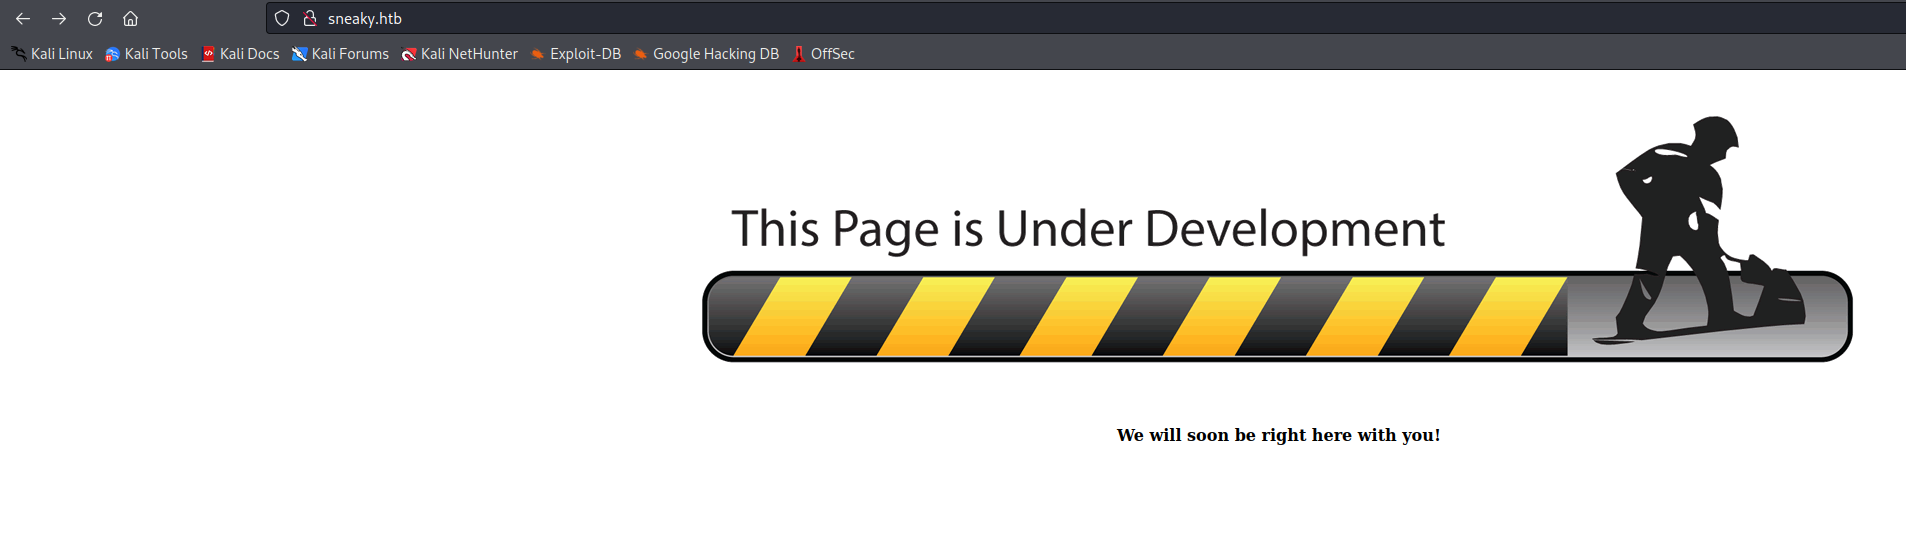 sneaky.htb
Kali Linux Kali Tools Kali Docs Kali Forums Kali NetHunter Exploit-DB Google Hacking DB OffSec
This Page is Under Development
We will soon be right here with you!